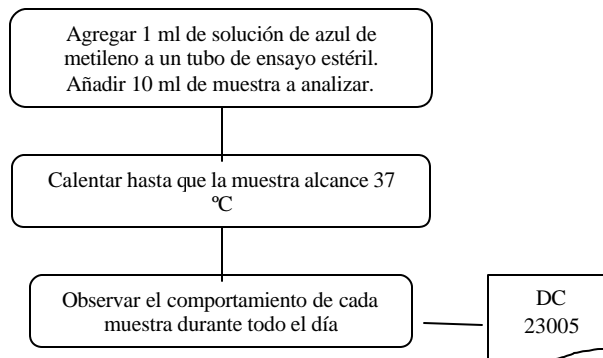 Agregar 1 ml de solución de azul de
metileno a un tubo de ensayo estéril.
Añadir 10 ml de muestra a analizar.
Calentar hasta que la muestra alcance 37
ºC
Observar el comportamiento de cada
muestra durante todo el día
DC
23005